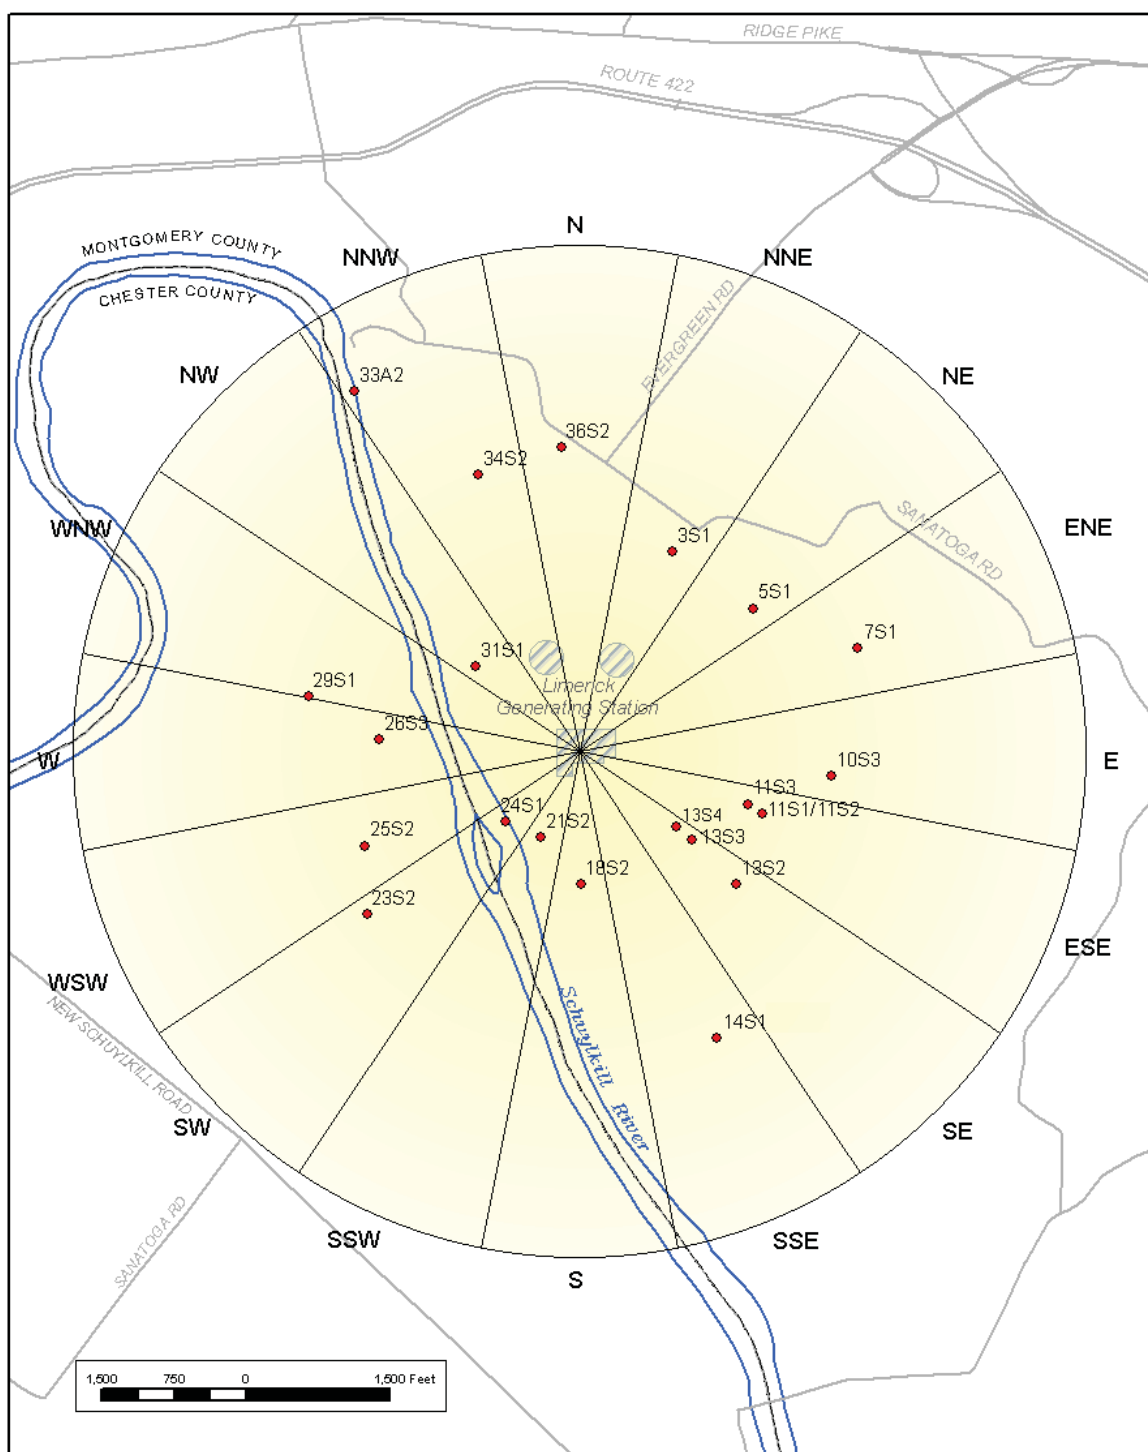 RIDGE PIKE
ROUTE 422
N
MONTGOMERY COUNTY
NNW
NNE
CHESTER COUNTY
EVERGREEN RD
NW
33A2
NE
36S2
34S2
WNW
SANATOGA RD
ENE
3S1
5S1
7S1
31S1
29S1
Limerick
Generating Station
26S3
W
E
10S3
11S3
11S1/11S2
24S1
13S4
21S2
13S3
25S2
18S2
13S2
23S2
ESE
WSW
NEW SCHUYLKILL ROAD
Schuylkill River
14S1
SW
SE
SANATOGA RD
SSW
SSE
S
1,500 750 0 1,500 Feet